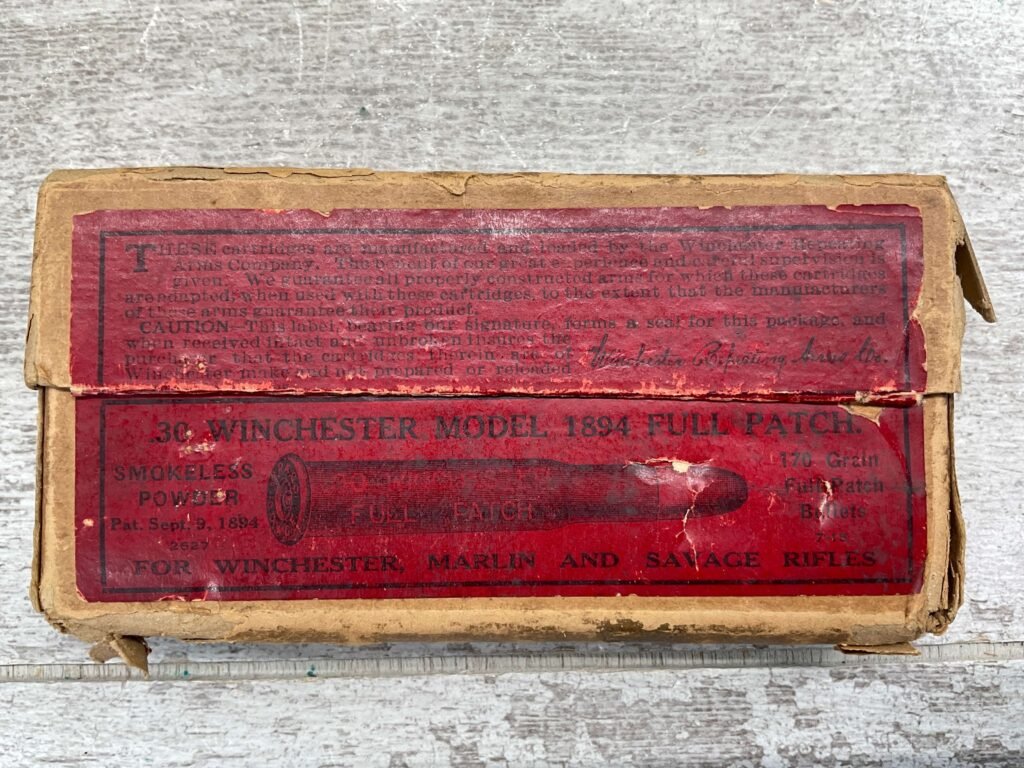 THESE cartridges are manufactured and loaded by the Winchester Repeating
Arms Company. The benefit of our great experience and careful supervision is
given. We guarantee all properly constructed arms for which these cartridges
are adapted, when used with these cartridges, to the extent that the manufacturers
of these arms guarantee their product.
CAUTION—This label, bearing our signature, forms a seal for this package, and
when received intact and unbroken insures the
purchaser that the cartridges therein are of
Winchester make and not prepared or reloaded
Winchester Repeating Arms Co.
.30 WINCHESTER MODEL 1894 FULL PATCH.
SMOKELESS
POWDER
Pat. Sept. 9, 1894
2627
FULL PATCH
170 Grain
Full Patch
Bullets
FOR WINCHESTER, MARLIN AND SAVAGE RIFLES